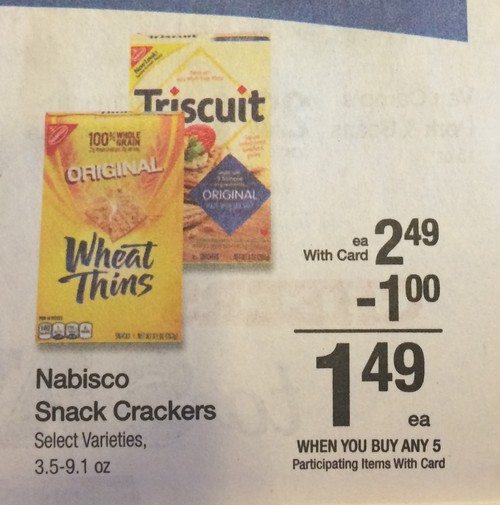 Triscuit
ORIGINAL
100% WHOLE
GRAIN
ORIGINAL
Wheat
Thins
ea
With Card 2 49
-1 00
1 49
ea
WHEN YOU BUY ANY 5
Participating Items With Card
Nabisco
Snack Crackers
Select Varieties,
3.5-9.1 oz